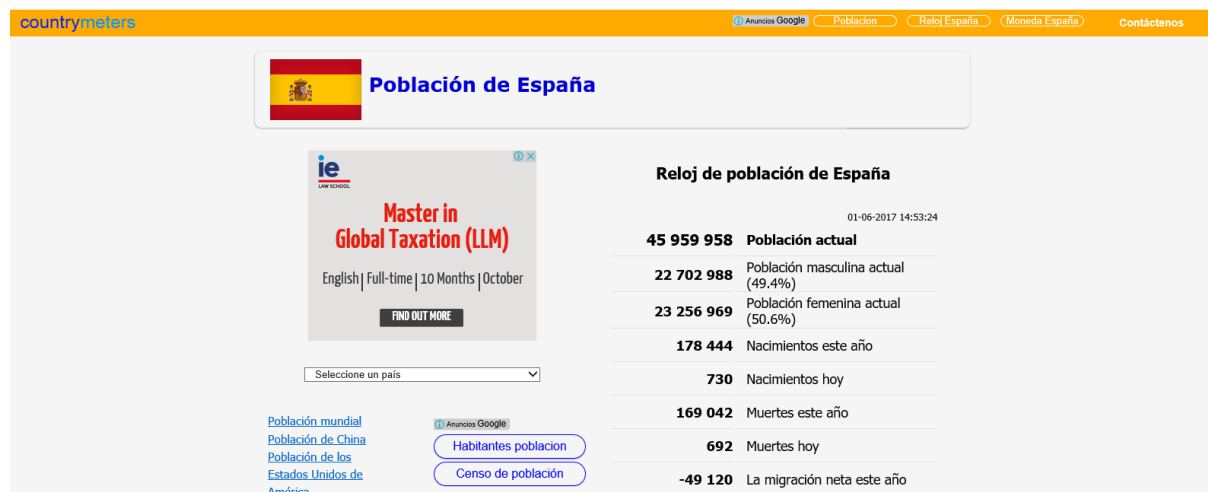 countrymeters
Anuncios Google
Poblacion
Reloj España
Moneda España
Contáctenos
Población de España
ie
LAW SCHOOL
Master in
Global Taxation (LLM)
English | Full-time | 10 Months | October
FIND OUT MORE
Seleccione un país
Población mundial
Población de China
Población de los
Estados Unidos de
América
Anuncios Google
Habitantes poblacion
Censo de población
Reloj de población de España
01-06-2017 14:53:24
45 959 958 Población actual
22 702 988 Población masculina actual
(49.4%)
23 256 969 Población femenina actual
(50.6%)
178 444 Nacimientos este año
730 Nacimientos hoy
169 042 Muertes este año
692 Muertes hoy
-49 120 La migración neta este año